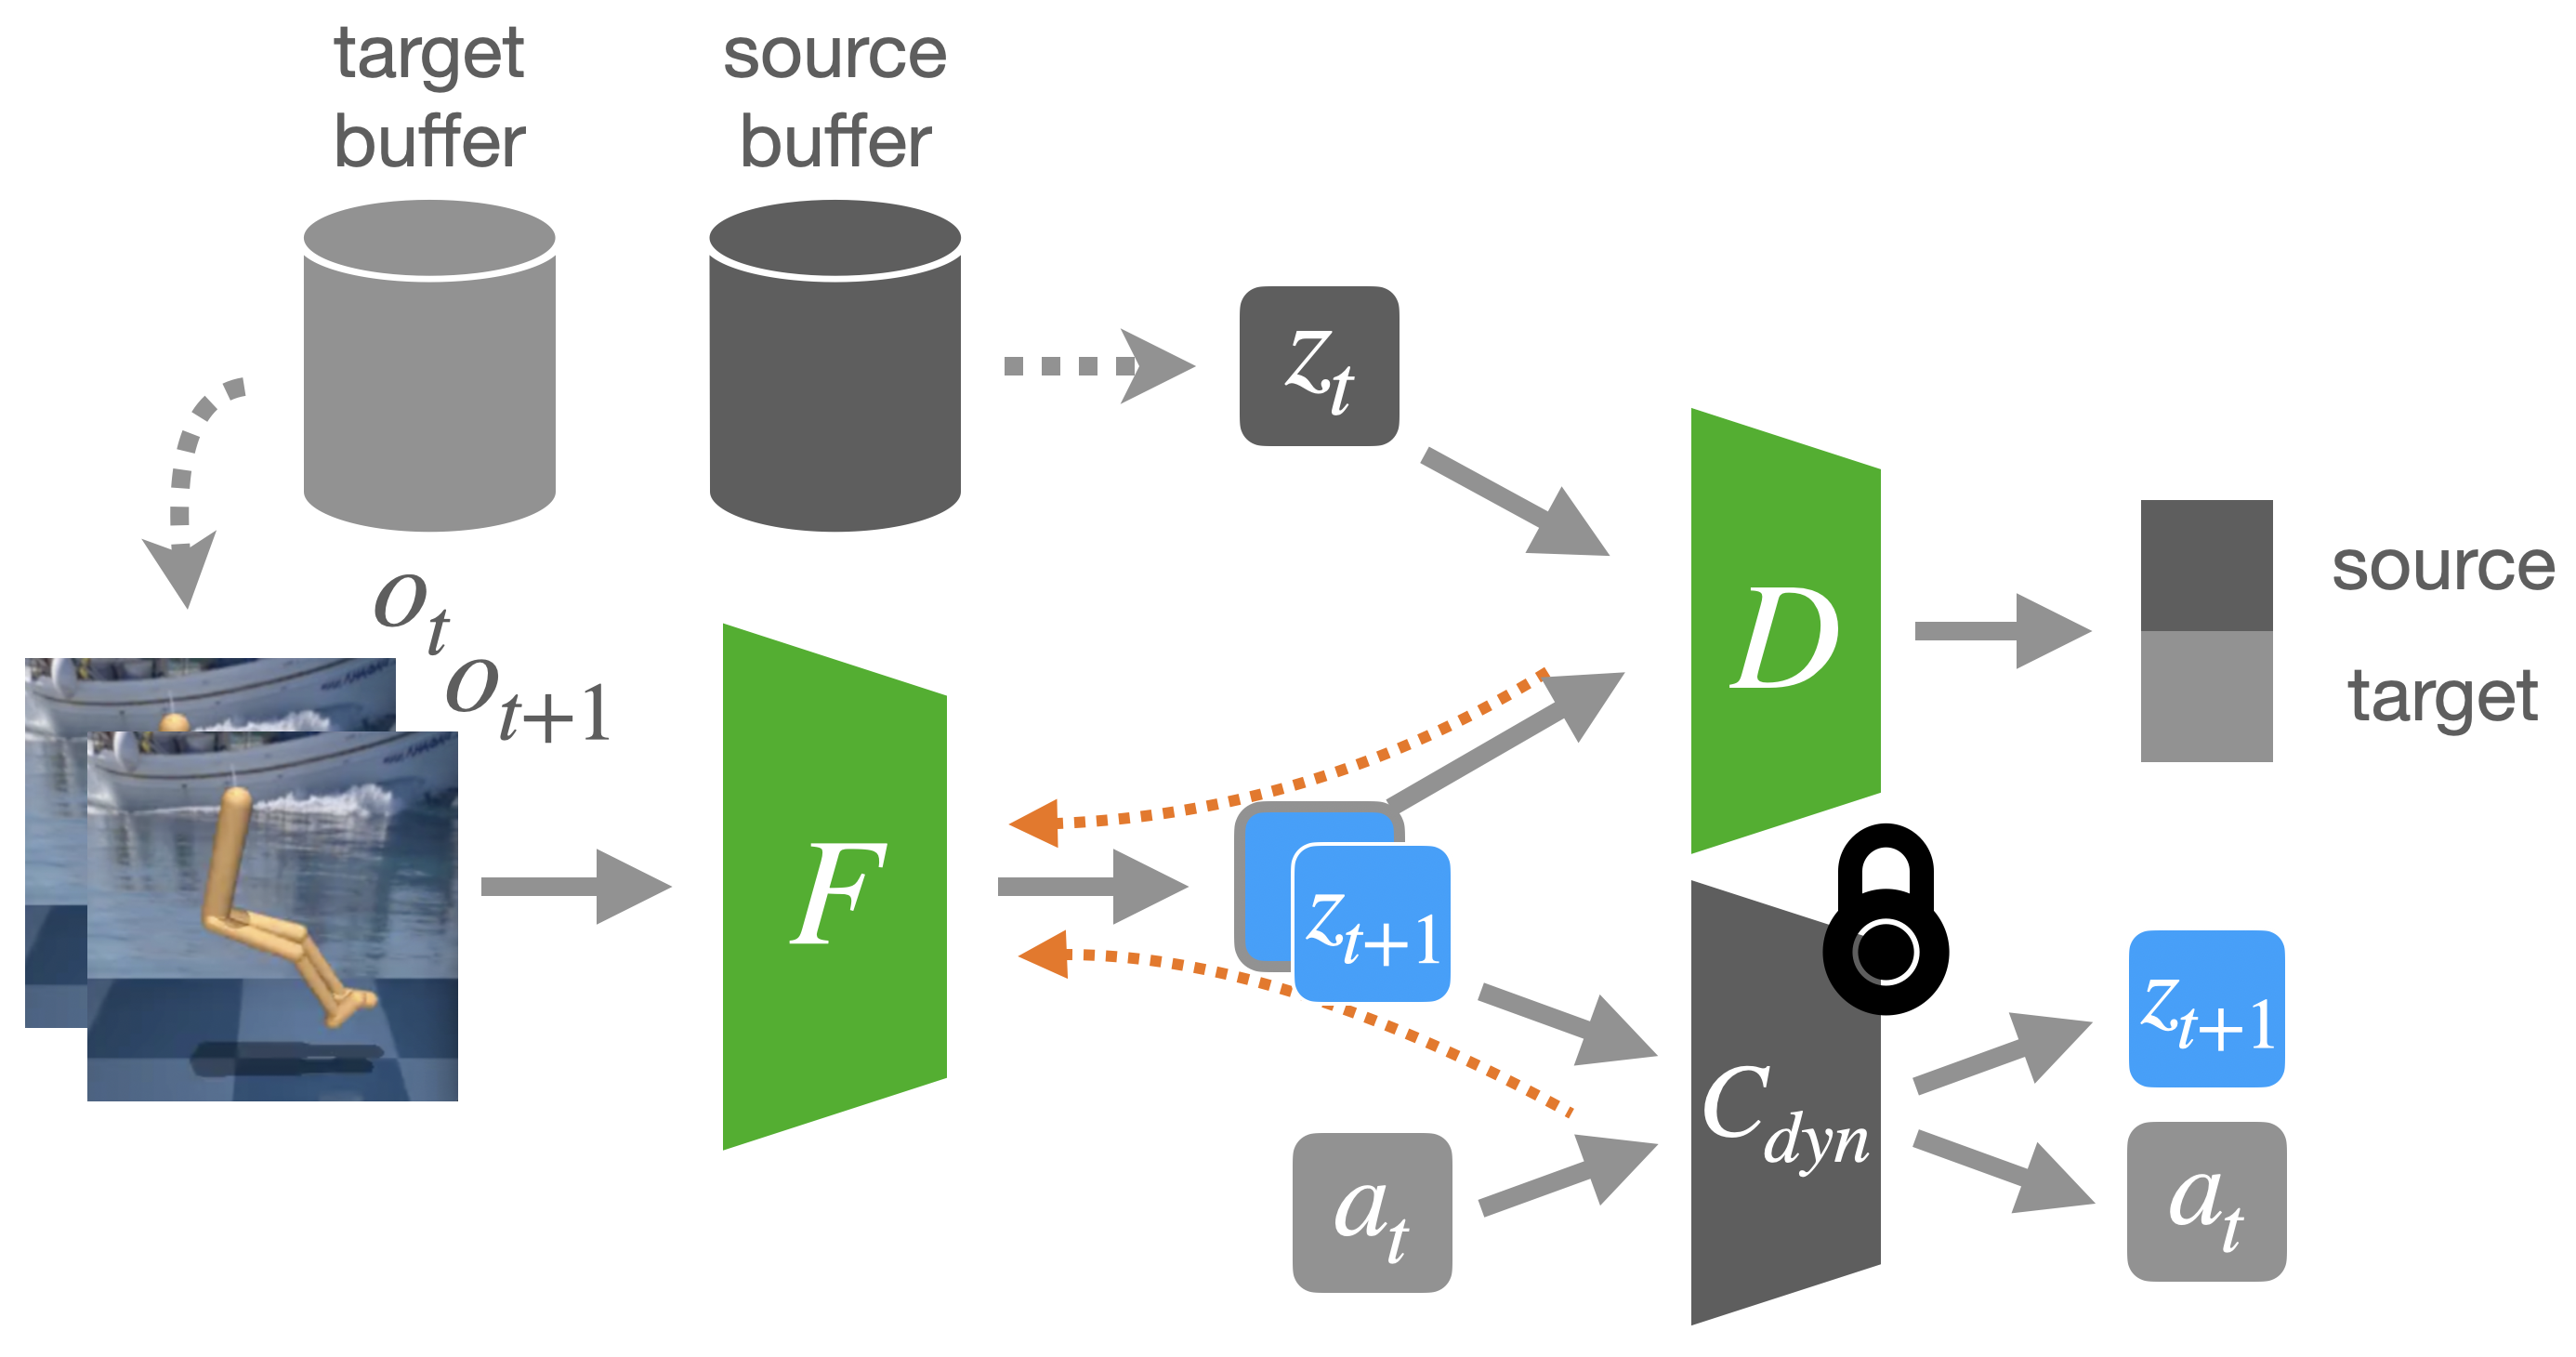 target
buffer
source
buffer
z_t
o_t
o_{t+1}
D
source
target
F
z_{t+1}
C_{dyn}
z_{t+1}
a_t
a_t